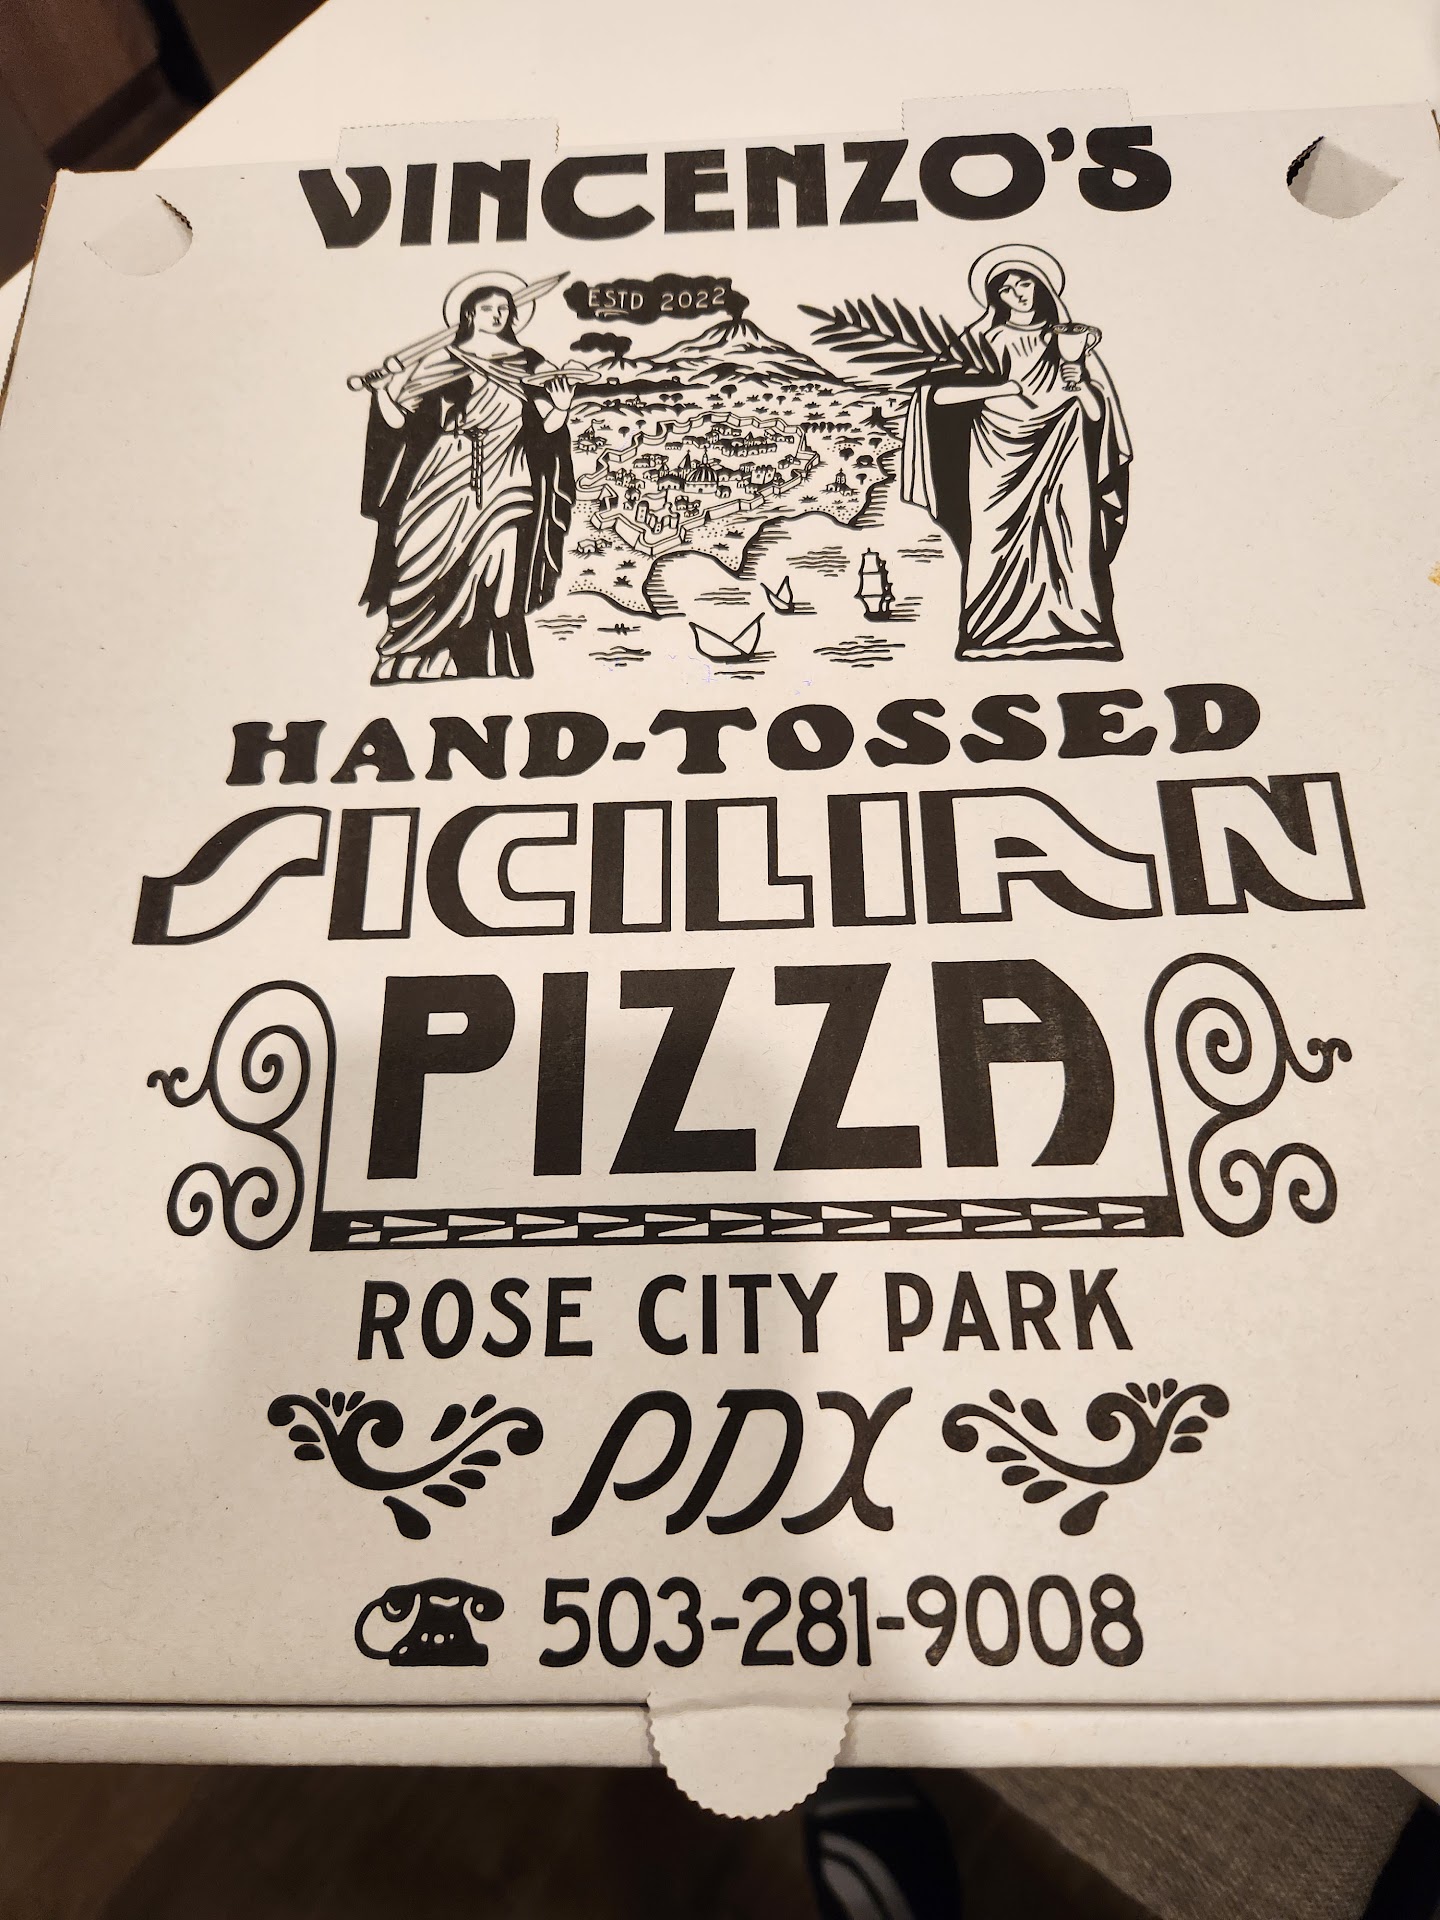 VINCENZO'S
ESTD 2022
HAND-TOSSED
SICILIAN
PIZZA
ROSE CITY PARK
PDX
503-281-9008